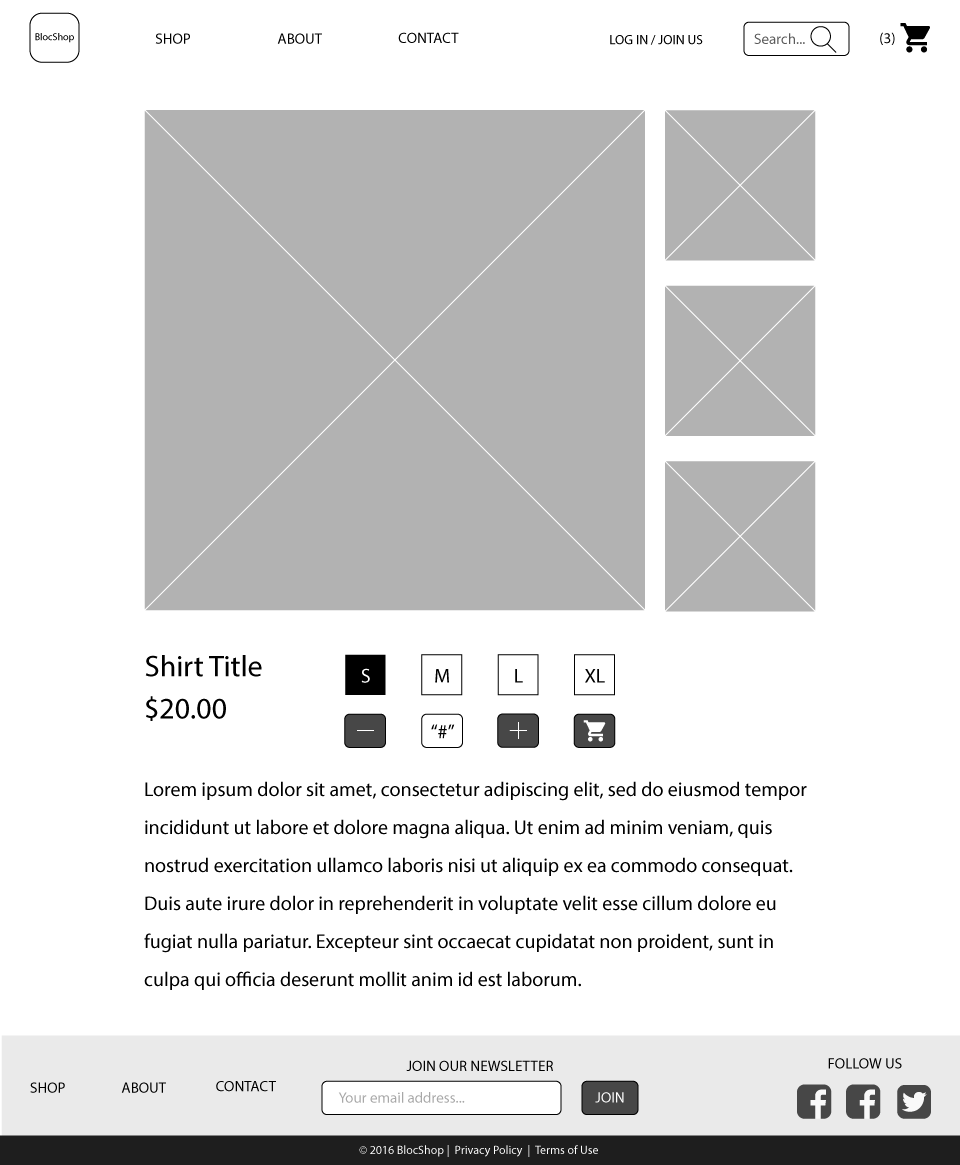 BlocShop
SHOP
ABOUT
CONTACT
LOG IN / JOIN US
Search...
(3)
Shirt Title
$20.00
S
M
L
XL
“#”
Lorem ipsum dolor sit amet, consectetur adipiscing elit, sed do eiusmod tempor
incididunt ut labore et dolore magna aliqua. Ut enim ad minim veniam, quis
nostrud exercitation ullamco laboris nisi ut aliquip ex ea commodo consequat.
Duis aute irure dolor in reprehenderit in voluptate velit esse cillum dolore eu
fugiat nulla pariatur. Excepteur sint occaecat cupidatat non proident, sunt in
culpa qui officia deserunt mollit anim id est laborum.
SHOP
ABOUT
CONTACT
JOIN OUR NEWSLETTER
Your email address...
JOIN
FOLLOW US
© 2016 BlocShop | Privacy Policy | Terms of Use